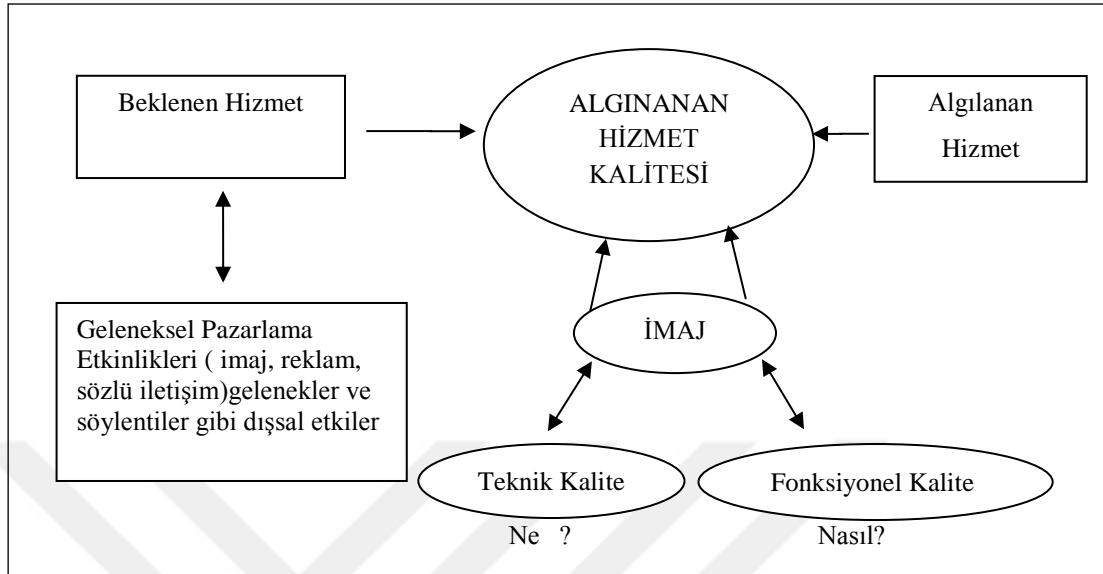 Beklenen Hizmet
ALGINANAN
HİZMET
KALİTESİ
Algılanan
Hizmet
Geleneksel Pazarlama
Etkinlikleri ( imaj, reklam,
sözlü iletişim)gelenekler ve
söylentiler gibi dışsal etkiler
İMAJ
Teknik Kalite
Fonksiyonel Kalite
Ne ?
Nasıl?